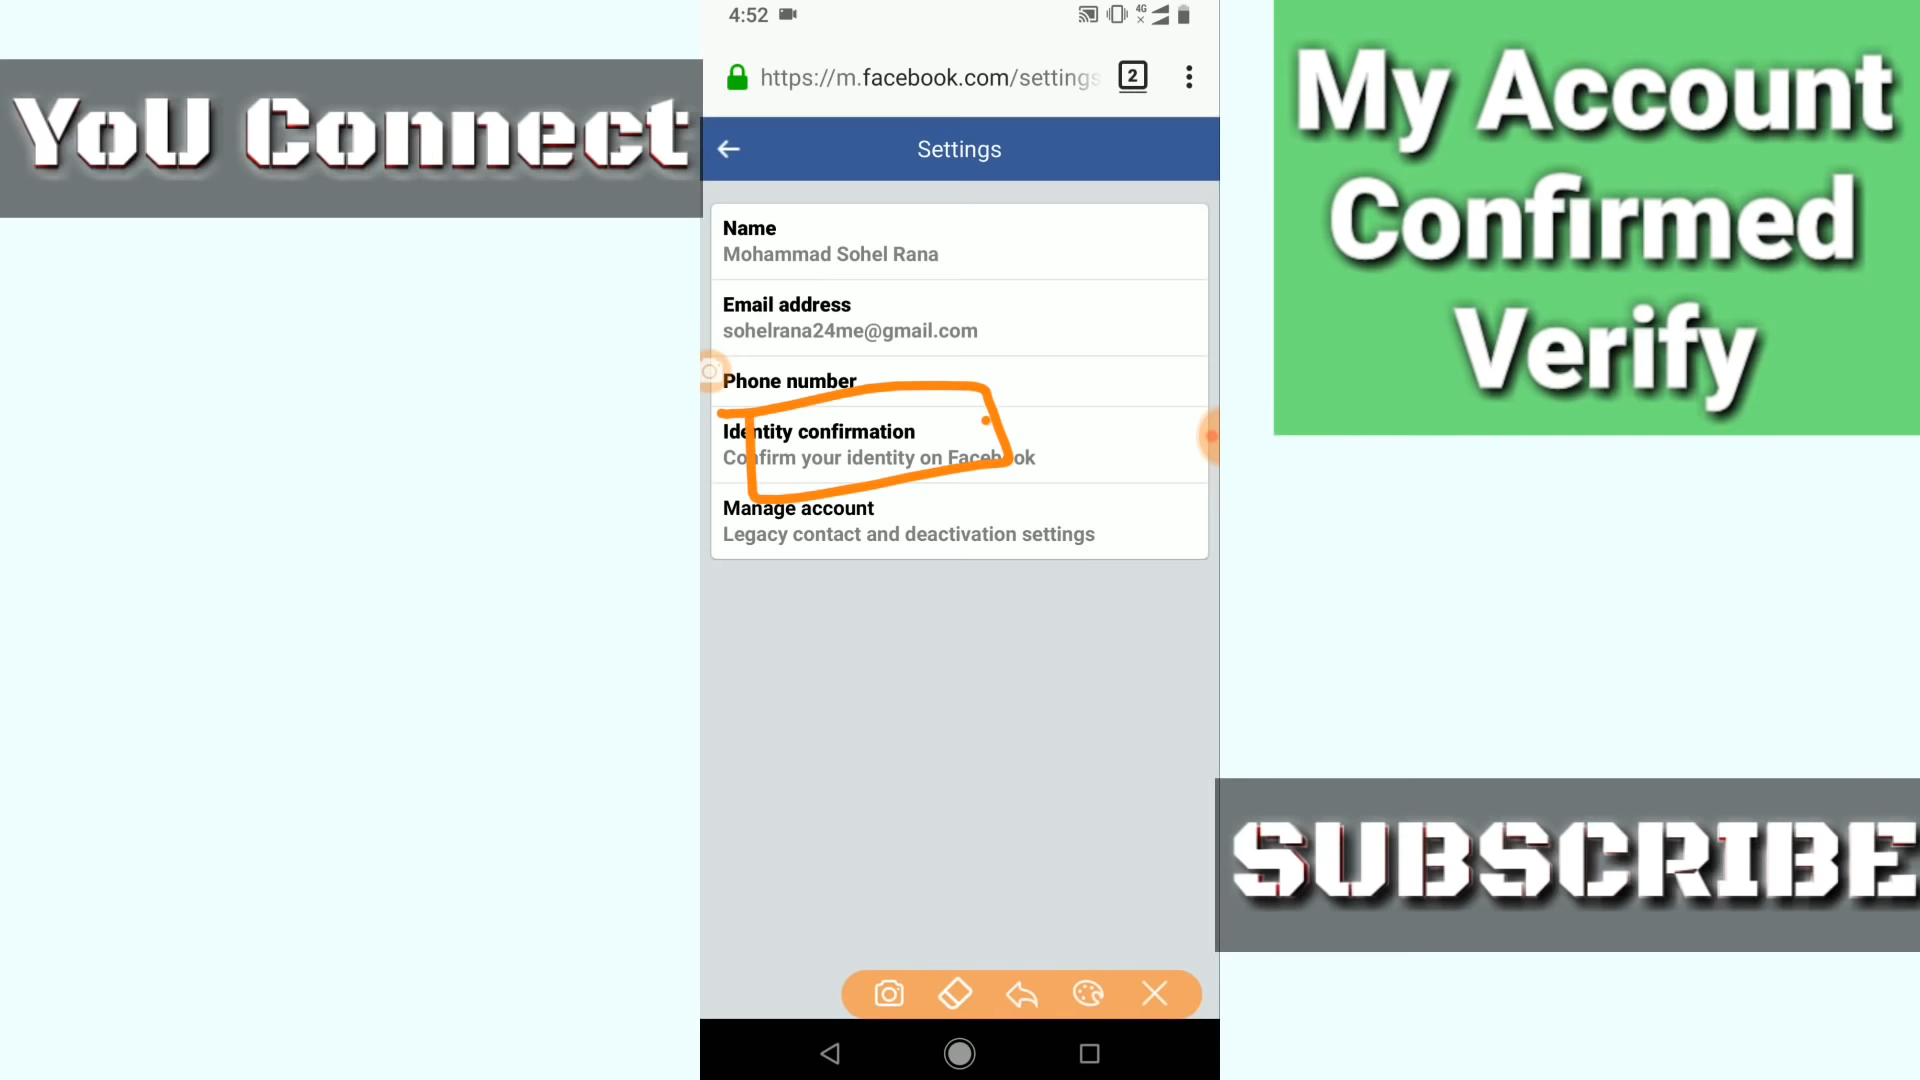 4:52
4G
https://m.facebook.com/settings
2
YoU Connect
My Account
Confirmed
Verify
Settings
Name
Mohammad Sohel Rana
Email address
sohelrana24me@gmail.com
Phone number
Identity confirmation
Confirm your identity on Facebook
Manage account
Legacy contact and deactivation settings
SUBSCRIBE